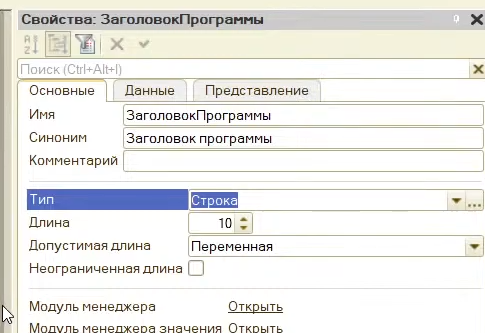 Свойства: ЗаголовокПрограммы
Поиск (Ctrl+Alt+I)
Основные Данные Представление
Имя ЗаголовокПрограммы
Синоним Заголовок программы
Комментарий
Тип Строка
Длина 10
Допустимая длина Переменная
Неограниченная длина
Модуль менеджера Открыть
Модуль менеджера значения Открыть